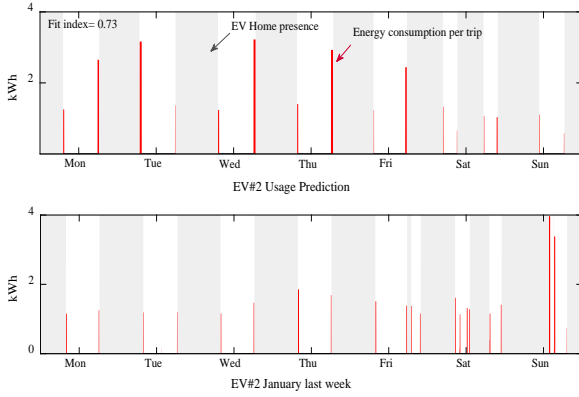 4
Fit index= 0.73
EV Home presence
Energy consumption per trip
2
kWh
Mon Tue Wed Thu Fri Sat Sun
EV#2 Usage Prediction
4
2
kWh
0
Mon Tue Wed Thu Fri Sat Sun
EV#2 January last week